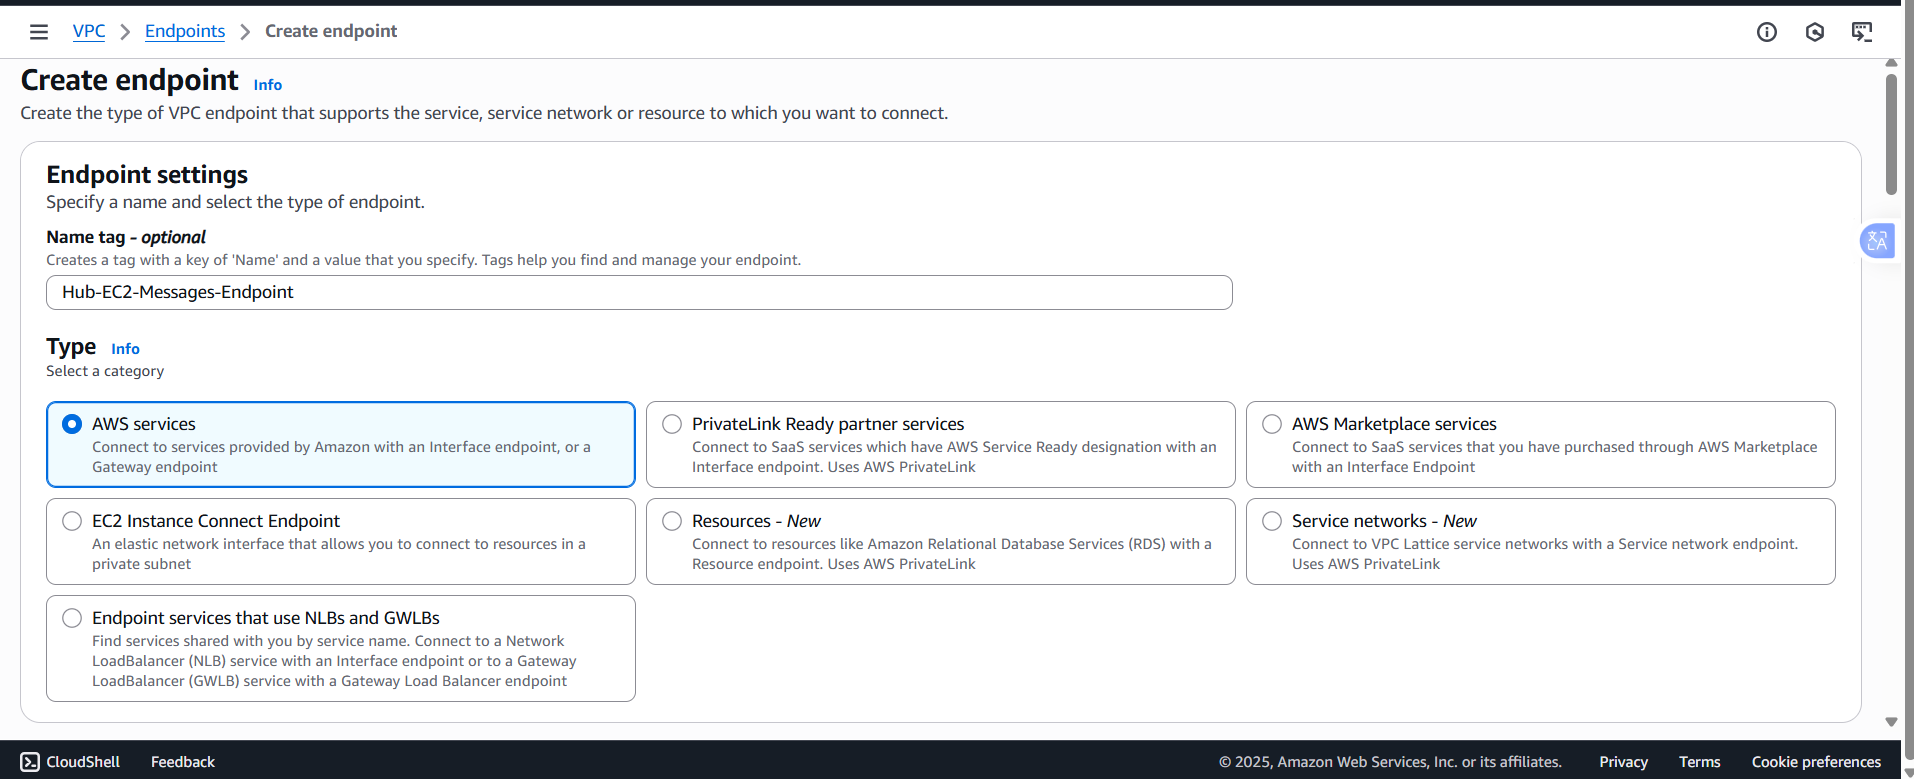 VPC > Endpoints > Create endpoint
Create endpoint Info
Create the type of VPC endpoint that supports the service, service network or resource to which you want to connect.
Endpoint settings
Specify a name and select the type of endpoint.
Name tag - optional
Creates a tag with a key of 'Name' and a value that you specify. Tags help you find and manage your endpoint.
Hub-EC2-Messages-Endpoint
Type Info
Select a category
AWS services
Connect to services provided by Amazon with an Interface endpoint, or a
Gateway endpoint
PrivateLink Ready partner services
Connect to SaaS services which have AWS Service Ready designation with an
Interface endpoint. Uses AWS PrivateLink
AWS Marketplace services
Connect to SaaS services that you have purchased through AWS Marketplace
with an Interface Endpoint
EC2 Instance Connect Endpoint
An elastic network interface that allows you to connect to resources in a
private subnet
Resources - New
Connect to resources like Amazon Relational Database Services (RDS) with a
Resource endpoint. Uses AWS PrivateLink
Service networks - New
Connect to VPC Lattice service networks with a Service network endpoint.
Uses AWS PrivateLink
Endpoint services that use NLBs and GWLBs
Find services shared with you by service name. Connect to a Network
LoadBalancer (NLB) service with an Interface endpoint or to a Gateway
LoadBalancer (GWLB) service with a Gateway Load Balancer endpoint
CloudShell Feedback © 2025, Amazon Web Services, Inc. or its affiliates. Privacy Terms Cookie preferences